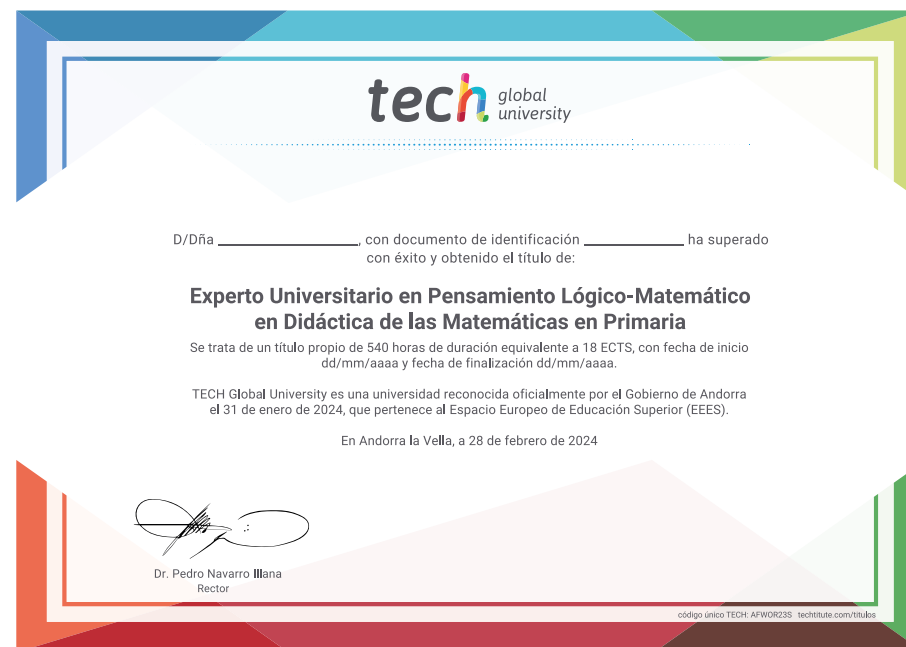 tech global university
D/Dña ______________, con documento de identificación __________ ha superado
con éxito y obtenido el título de:
Experto Universitario en Pensamiento Lógico-Matemático
en Didáctica de las Matemáticas en Primaria
Se trata de un título propio de 540 horas de duración equivalente a 18 ECTS, con fecha de inicio
dd/mm/aaaa y fecha de finalización dd/mm/aaaa.
TECH Global University es una universidad reconocida oficialmente por el Gobierno de Andorra
el 31 de enero de 2024, que pertenece al Espacio Europeo de Educación Superior (EEES).
En Andorra la Vella, a 28 de febrero de 2024
Dr. Pedro Navarro Illana
Rector
código único TECH: AFWOR23S techtitute.com/titulos